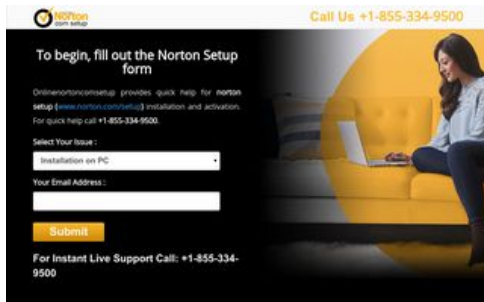 Norton
com setup
Call Us +1-855-334-9500
To begin, fill out the Norton Setup
form
Onlinenortoncomsetup provides quick help for norton
setup (www.norton.com/setup) installation and activation.
For quick help call +1-855-334-9500.
Select Your Issue :
Installation on PC
Your Email Address :
Submit
For Instant Live Support Call: +1-855-334-
9500